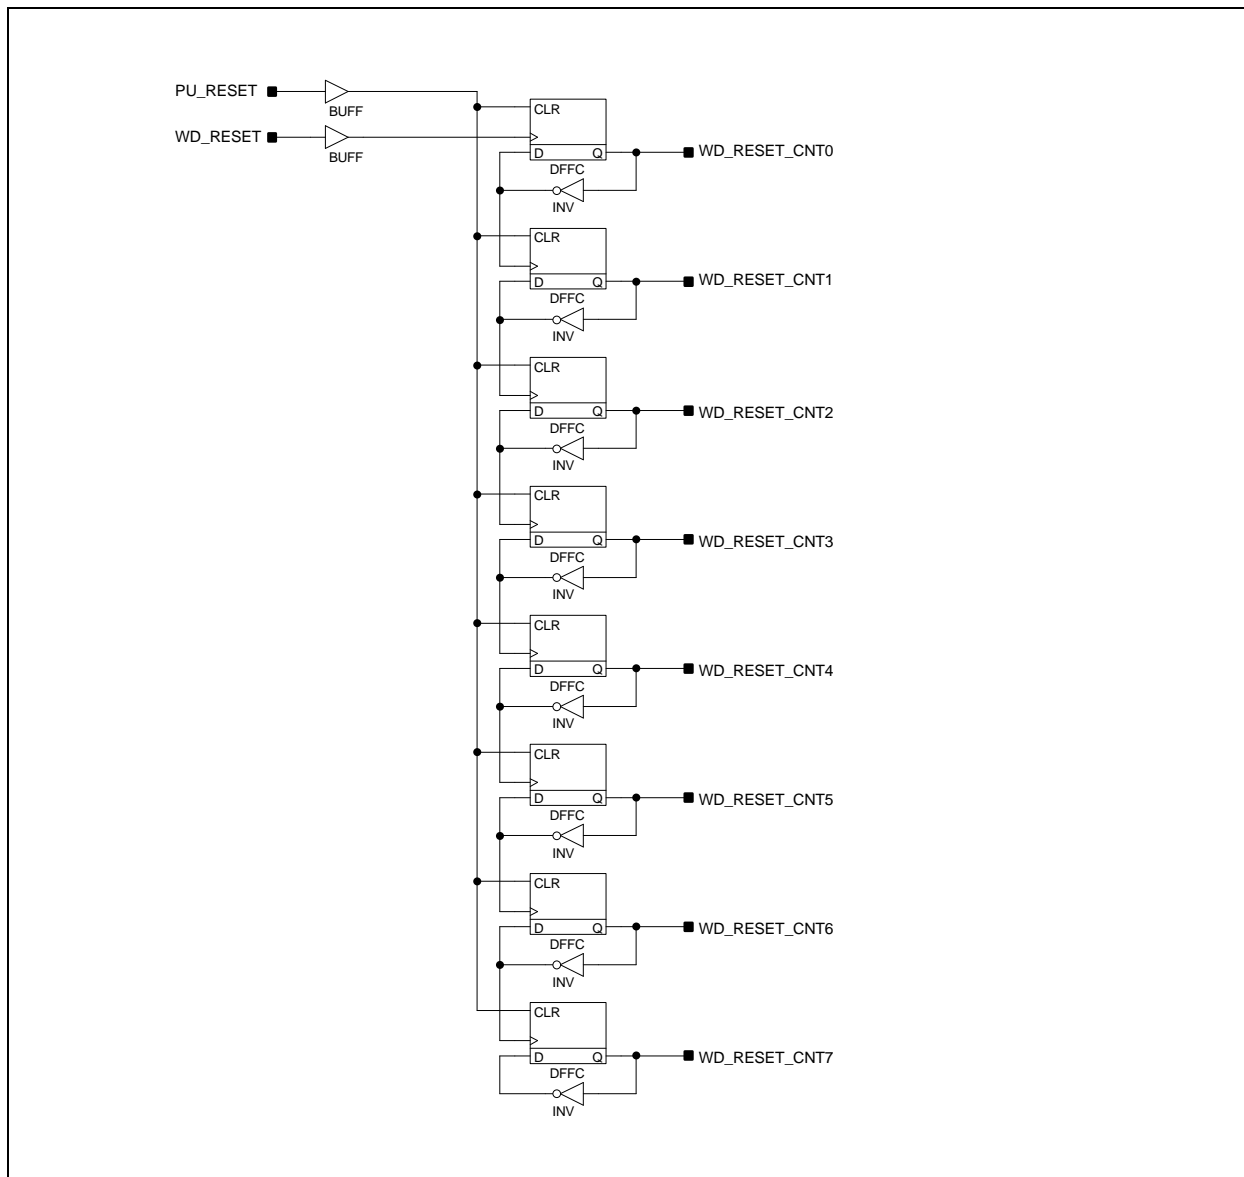 PU_RESET
BUFF
CLR
WD_RESET
BUFF
D Q
WD_RESET_CNT0
DFFC
INV
CLR
D Q
WD_RESET_CNT1
DFFC
INV
CLR
D Q
WD_RESET_CNT2
DFFC
INV
CLR
D Q
WD_RESET_CNT3
DFFC
INV
CLR
D Q
WD_RESET_CNT4
DFFC
INV
CLR
D Q
WD_RESET_CNT5
DFFC
INV
CLR
D Q
WD_RESET_CNT6
DFFC
INV
CLR
D Q
WD_RESET_CNT7
DFFC
INV